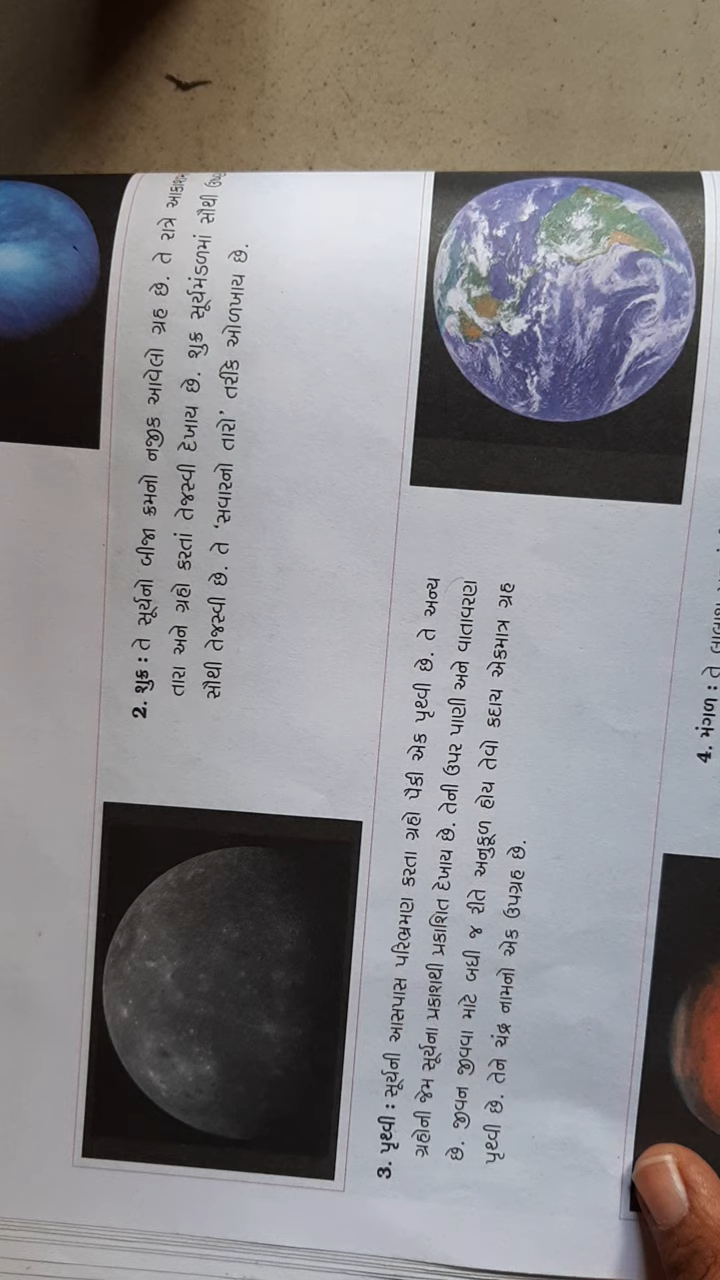 2. શુક્ર : તે સૂર્યનો બીજા ક્રમનો નજીક આવેલો ગ્રહ છે. તે રાત્રે
તારા અને ગ્રહો કરતાં તેજસ્વી દેખાય છે. શુક્ર સૂર્યમંડળમાં સૌથી
સૌથી તેજસ્વી છે. તે ‘સવારનો તારો’ તરીકે ઓળખાય છે.
3. પૃથ્વી : સૂર્યની આસપાસ પરિભ્રમણ કરતા ગ્રહો પૈકી એક પૃથ્વી છે. તે અન્ય
ગ્રહોની જેમ સૂર્યના પ્રકાશથી પ્રકાશિત દેખાય છે. તેની ઉપર પાણી અને વાતાવરણ
છે. જીવન જીવવા માટે બધી જ રીતે અનુકૂળ હોય તેવો કદાચ એકમાત્ર ગ્રહ
પૃથ્વી છે. તેને ચંદ્ર નામનો એક ઉપગ્રહ છે.
4. મંગળ : તે